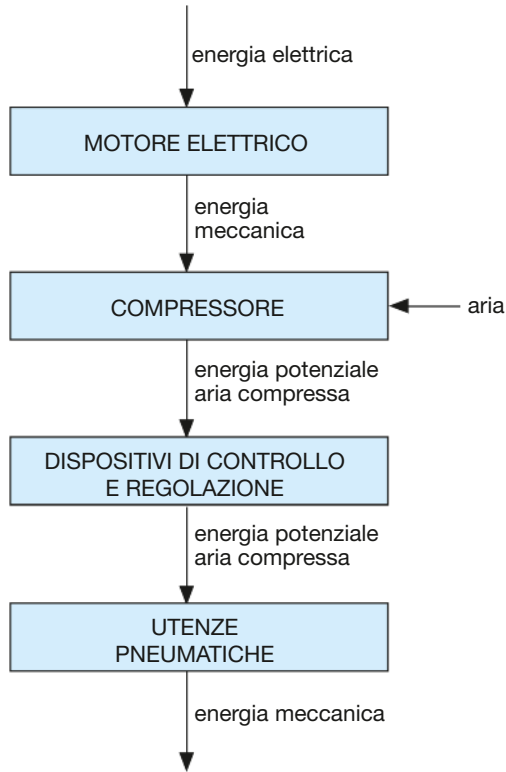 energia elettrica
MOTORE ELETTRICO
energia
meccanica
COMPRESSORE
aria
energia potenziale
aria compressa
DISPOSITIVI DI CONTROLLO
E REGOLAZIONE
energia potenziale
aria compressa
UTENZE
PNEUMATICHE
energia meccanica